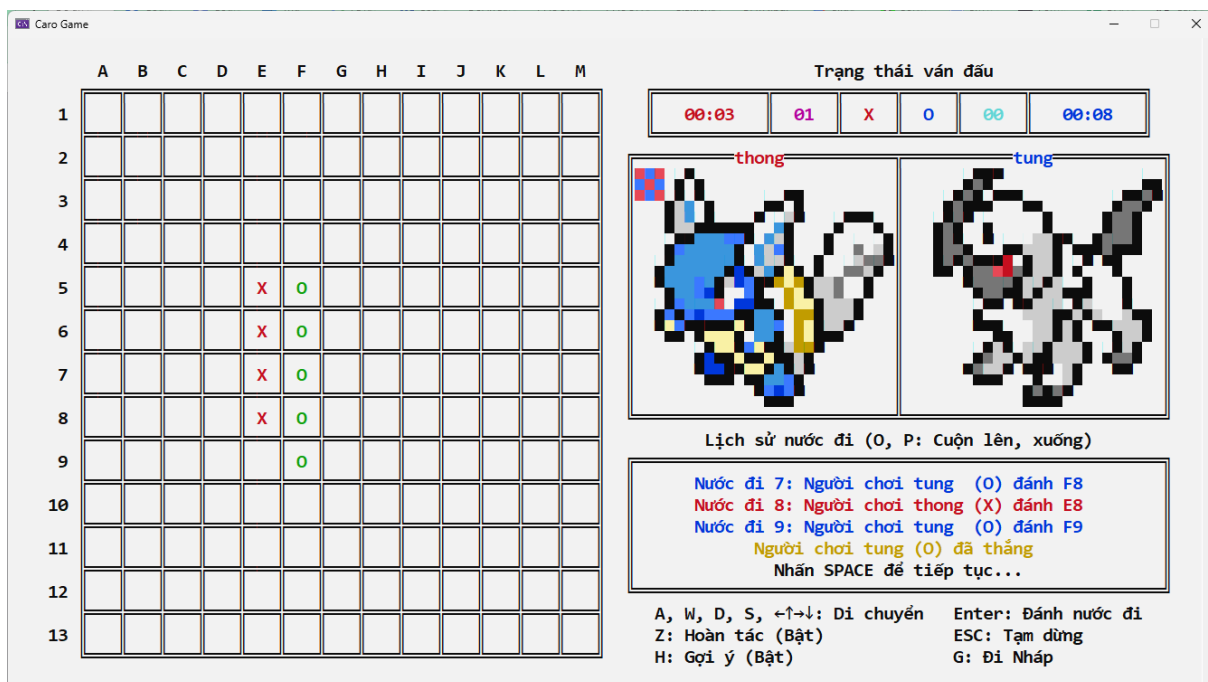 Caro Game
A B C D E F G H I J K L M
1
2
3
4
5 X O
6 X O
7 X O
8 X O
9 O
10
11
12
13
Trạng thái ván đấu
00:03 01 X O 00 00:08
thong tung
Lịch sử nước đi (O, P: Cuộn lên, xuống)
Nước đi 7: Người chơi tung (O) đánh F8
Nước đi 8: Người chơi thong (X) đánh E8
Nước đi 9: Người chơi tung (O) đánh F9
Người chơi tung (O) đã thắng
Nhấn SPACE để tiếp tục...
A, W, D, S, ←↑→↓: Di chuyển Enter: Đánh nước đi
Z: Hoàn tác (Bật) ESC: Tạm dừng
H: Gợi ý (Bật) G: Đi Nháp